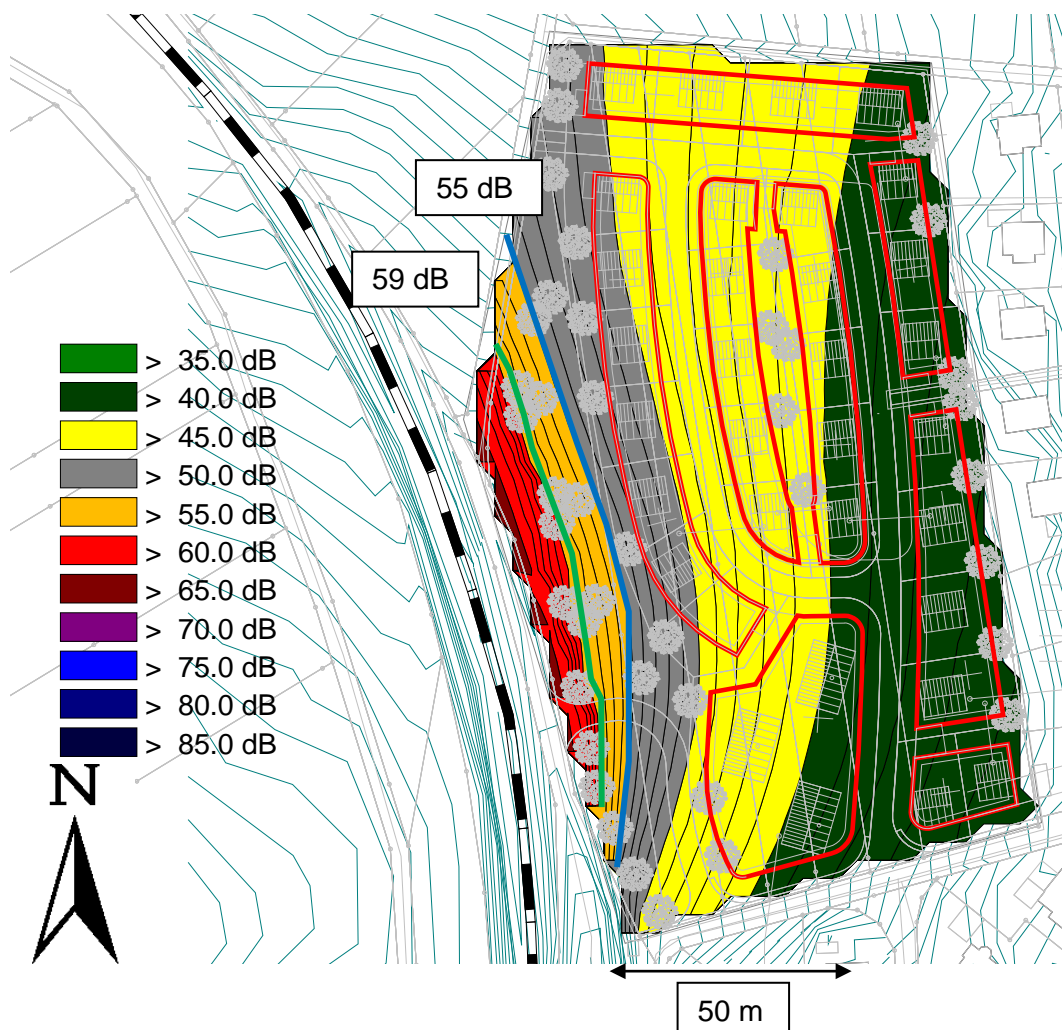 55 dB
59 dB
> 35.0 dB
> 40.0 dB
> 45.0 dB
> 50.0 dB
> 55.0 dB
> 60.0 dB
> 65.0 dB
> 70.0 dB
> 75.0 dB
> 80.0 dB
> 85.0 dB
N
50 m